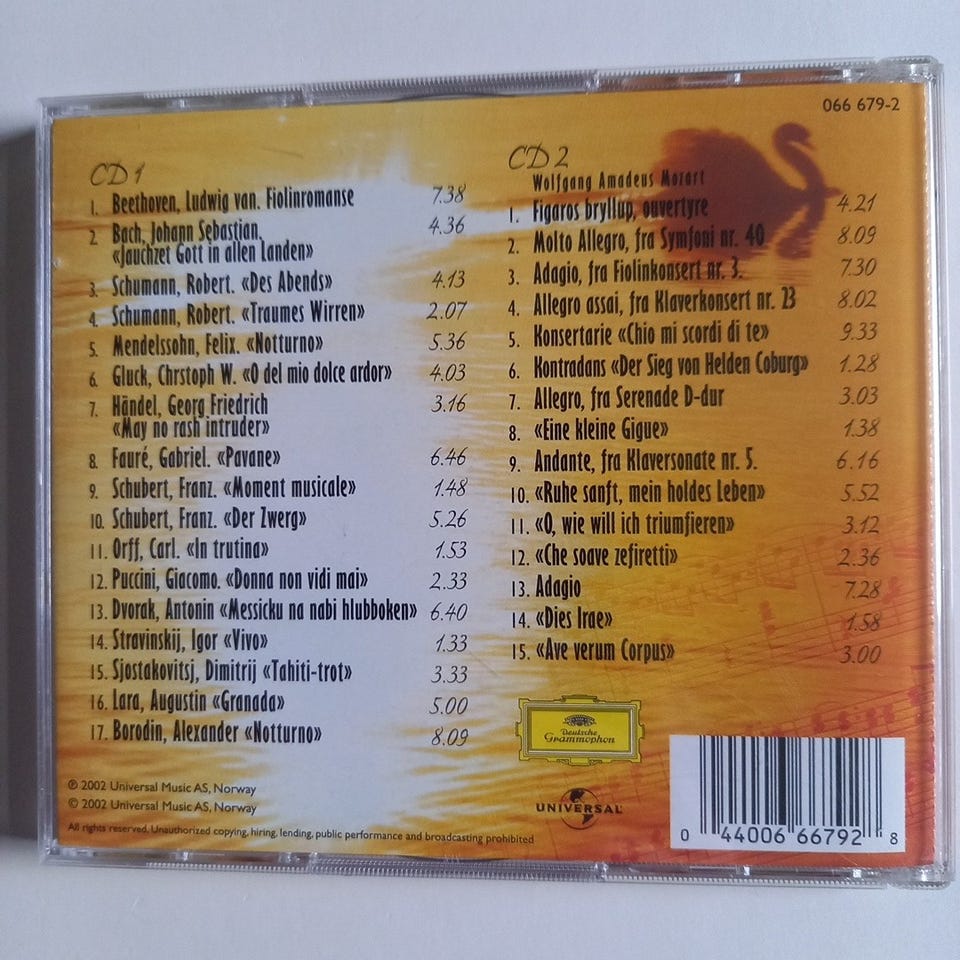 066 679-2
CD 1
1. Beethoven, Ludwig van. Fiolinromanse 7.38
2. Bach, Johann Sebastian, 4.36
«Jauchzet Gott in allen Landen»
3. Schumann, Robert. «Des Abends» 4.13
4. Schumann, Robert. «Traumes Wirren» 2.07
5. Mendelssohn, Felix. «Notturno» 5.36
6. Gluck, Chrstoph W. «O del mio dolce ardor» 4.03
7. Händel, Georg Friedrich 3.16
«May no rash intruder»
8. Fauré, Gabriel. «Pavane» 6.46
9. Schubert, Franz. «Moment musicale» 1.48
10. Schubert, Franz. «Der Zwerg» 5.26
11. Orff, Carl. «In trutina» 1.53
12. Puccini, Giacomo. «Donna non vidi mai» 2.33
13. Dvorak, Antonin «Messicku na nabi hlubboken» 6.40
14. Stravinskij, Igor «Vivo» 1.33
15. Sjostakovitsj, Dimitrij «Tahiti-trot» 3.33
16. Lara, Augustin «Granada» 5.00
17. Borodin, Alexander «Notturno» 8.09
CD 2
Wolfgang Amadeus Mozart
1. Figaros bryllup, ouvertyre 4.21
2. Molto Allegro, fra Symfoni nr. 40 8.09
3. Adagio, fra Fiolinkonsert nr. 3. 7.30
4. Allegro assai, fra Klaverkonsert nr. 23 8.02
5. Konsertarie «Chio mi scordi di te» 9.33
6. Kontradans «Der Sieg von Helden Coburg» 1.28
7. Allegro, fra Serenade D-dur 3.03
8. «Eine kleine Gigue» 1.38
9. Andante, fra Klaversonate nr. 5. 6.16
10. «Ruhe sanft, mein holdes Leben» 5.52
11. «O, wie will ich triumfieren» 3.12
12. «Che soave zefiretti» 2.36
13. Adagio 7.28
14. «Dies Irae» 1.58
15. «Ave verum Corpus» 3.00
Deutsche
Grammophon
UNIVERSAL
℗ 2002 Universal Music AS, Norway
© 2002 Universal Music AS, Norway
All rights reserved. Unauthorized copying, hiring, lending, public performance and broadcasting prohibited
0 44006 66792 8